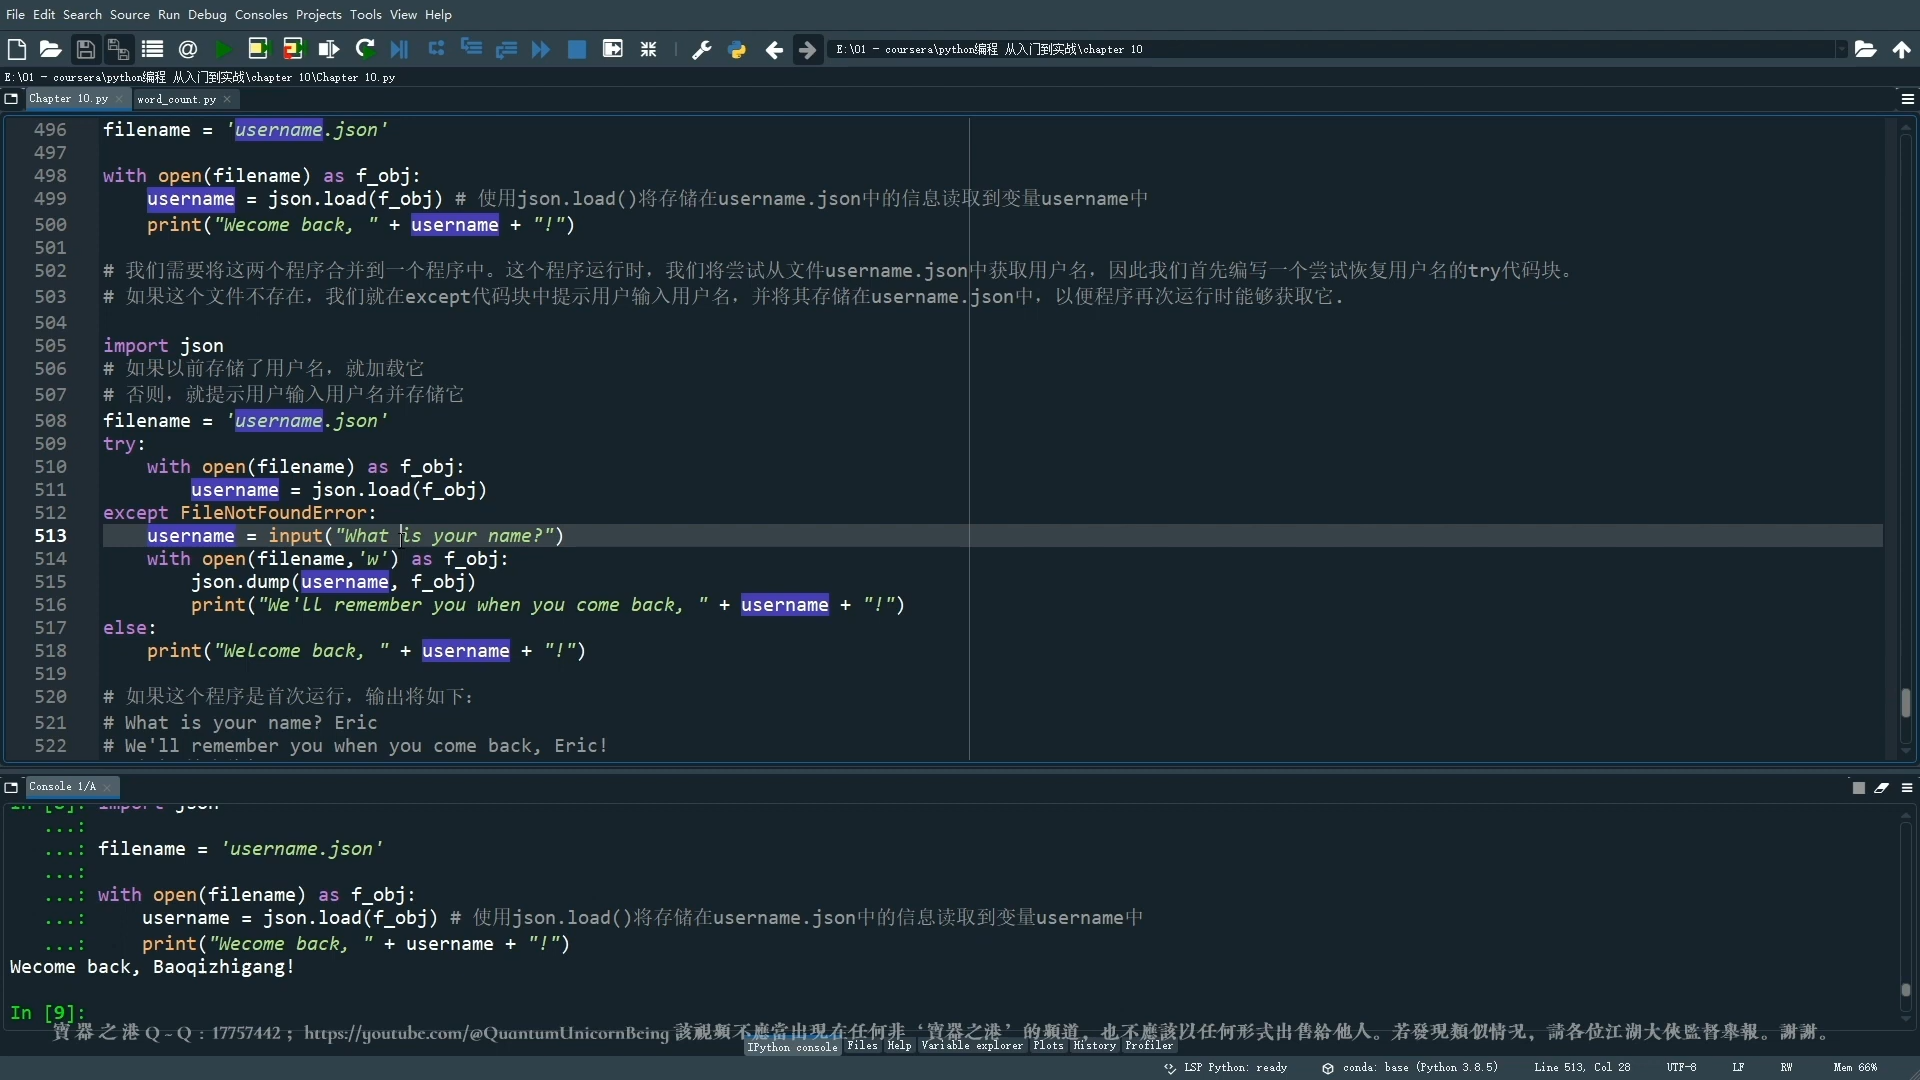 File Edit Search Source Run Debug Consoles Projects Tools View Help
E:\01 - coursera\python编程 从入门到实战\chapter 10
E:\01 - coursera\python编程 从入门到实战\chapter 10\Chapter 10.py
Chapter 10.py word_count.py
496 filename = 'username.json'
497
498 with open(filename) as f_obj:
499 username = json.load(f_obj) # 使用json.load()将存储在username.json中的信息读取到变量username中
500 print("Wecome back, " + username + "!")
501
502 # 我们需要将这两个程序合并到一个程序中。这个程序运行时，我们将尝试从文件username.json中获取用户名，因此我们首先编写一个尝试恢复用户名的try代码块。
503 # 如果这个文件不存在，我们就在except代码块中提示用户输入用户名，并将其存储在username.json中，以便程序再次运行时能够获取它.
504
505 import json
506 # 如果以前存储了用户名，就加载它
507 # 否则，就提示用户输入用户名并存储它
508 filename = 'username.json'
509 try:
510 with open(filename) as f_obj:
511 username = json.load(f_obj)
512 except FileNotFoundError:
513 username = input("What is your name?")
514 with open(filename,'w') as f_obj:
515 json.dump(username, f_obj)
516 print("We'll remember you when you come back, " + username + "!")
517 else:
518 print("Welcome back, " + username + "!")
519
520 # 如果这个程序是首次运行，输出将如下：
521 # What is your name? Eric
522 # We'll remember you when you come back, Eric!
Console 1/A
In [8]: import json
...:
...: filename = 'username.json'
...:
...: with open(filename) as f_obj:
...: username = json.load(f_obj) # 使用json.load()将存储在username.json中的信息读取到变量username中
...: print("Wecome back, " + username + "!")
Wecome back, Baoqizhigang!
In [9]:
寶器之港Q~Q：17757442；https://youtube.com/@QuantumUnicornBeing 該視頻不應當出現在任何非‘寶器之港’的頻道，也不應該以任何形式出售給他人。若發現類似情況，請各位江湖大俠監督舉報。謝謝。
IPython console Files Help Variable explorer Plots History Profiler
LSP Python: ready conda: base (Python 3.8.5) Line 513, Col 28 UTF-8 LF RW Mem 66%